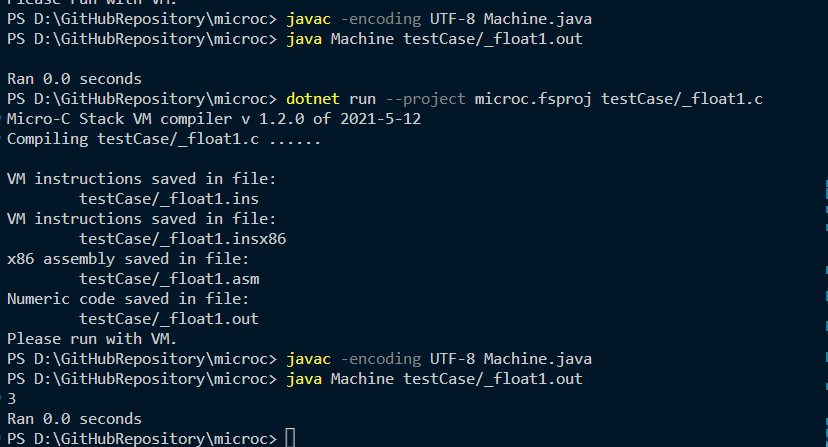 Please run with VM.
PS D:\GitHubRepository\microc> javac -encoding UTF-8 Machine.java
PS D:\GitHubRepository\microc> java Machine testCase/_float1.out
Ran 0.0 seconds
PS D:\GitHubRepository\microc> dotnet run --project microc.fsproj testCase/_float1.c
Micro-C Stack VM compiler v 1.2.0 of 2021-5-12
Compiling testCase/_float1.c ......
VM instructions saved in file:
testCase/_float1.ins
VM instructions saved in file:
testCase/_float1.insx86
x86 assembly saved in file:
testCase/_float1.asm
Numeric code saved in file:
testCase/_float1.out
Please run with VM.
PS D:\GitHubRepository\microc> javac -encoding UTF-8 Machine.java
PS D:\GitHubRepository\microc> java Machine testCase/_float1.out
3
Ran 0.0 seconds
PS D:\GitHubRepository\microc>